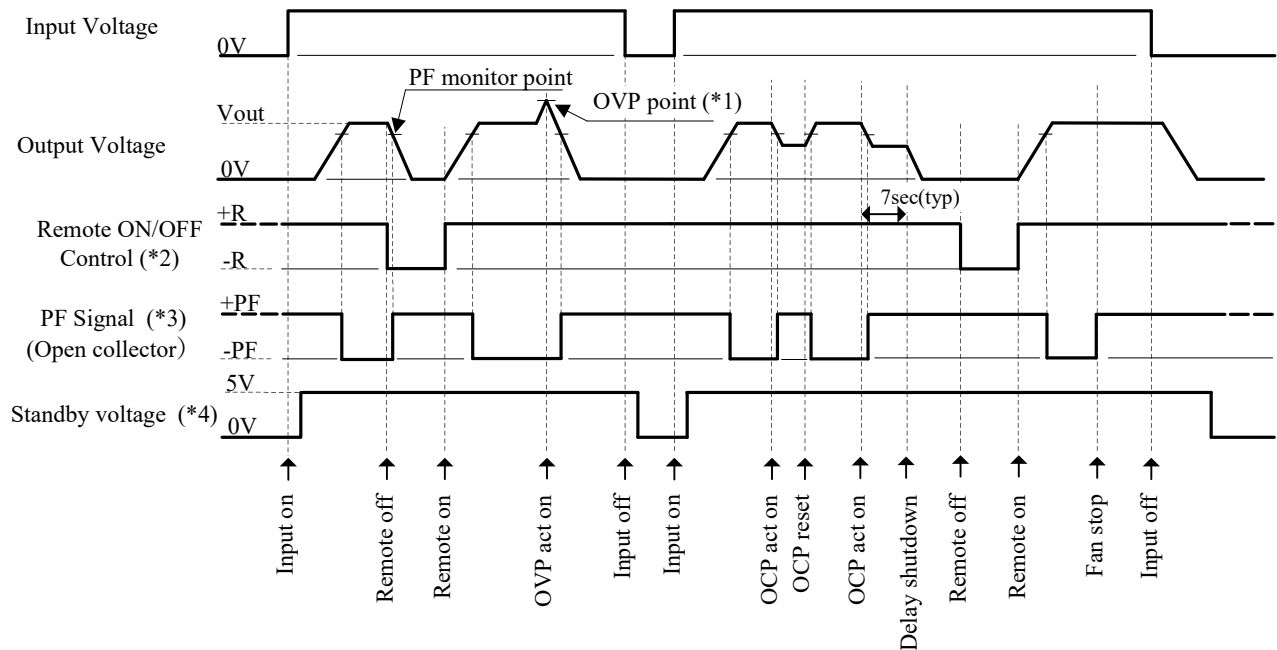 Input Voltage
0V
PF monitor point
OVP point (*1)
Vout
Output Voltage
0V
7sec(typ)
+R
Remote ON/OFF
Control (*2)
-R
+PF
PF Signal (*3)
(Open collector)
-PF
5V
Standby voltage (*4)
0V
Input on
Remote off
Remote on
OVP act on
Input off
Input on
OCP act on
OCP reset
OCP act on
Delay shutdown
Remote off
Remote on
Fan stop
Input off